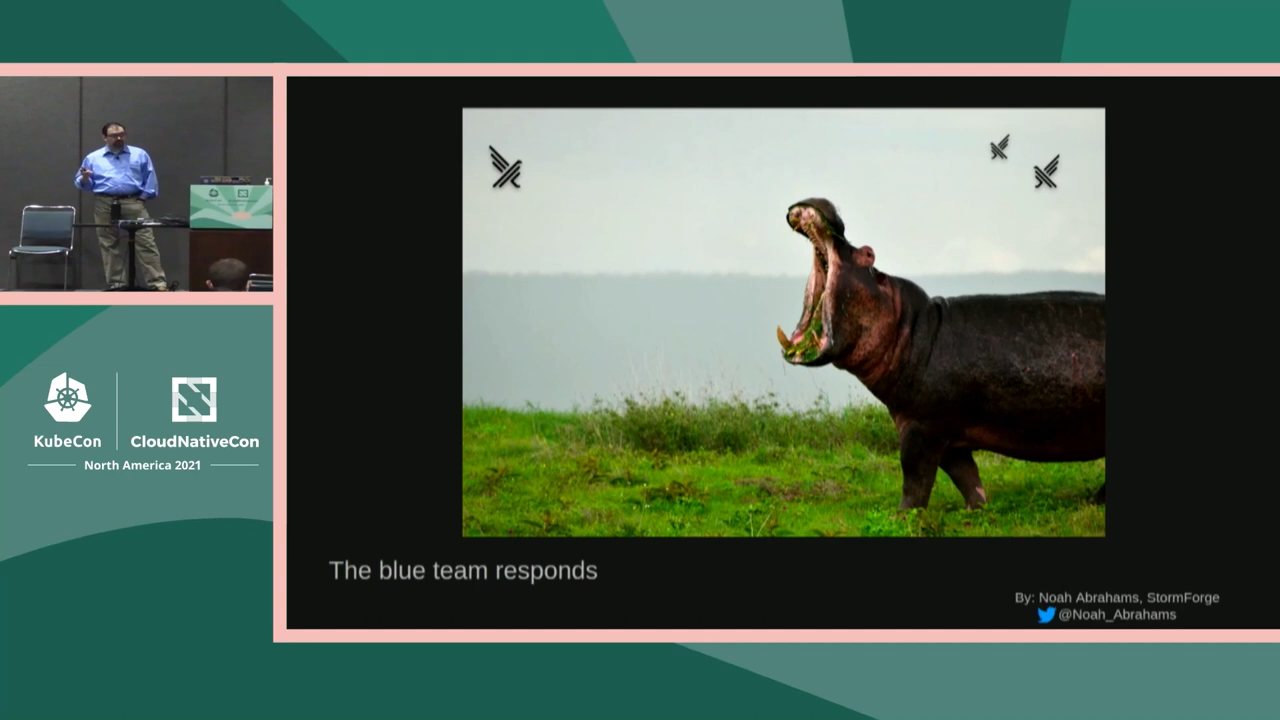 KubeCon
CloudNativeCon
North America 2021
The blue team responds
By: Noah Abrahams, StormForge
@Noah_Abrahams